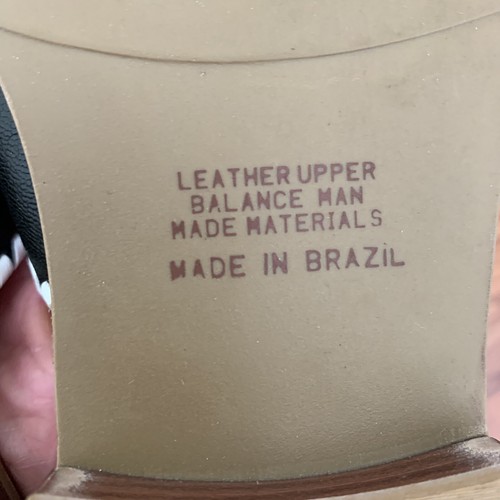 LEATHER UPPER
BALANCE MAN
MADE MATERIALS
MADE IN BRAZIL